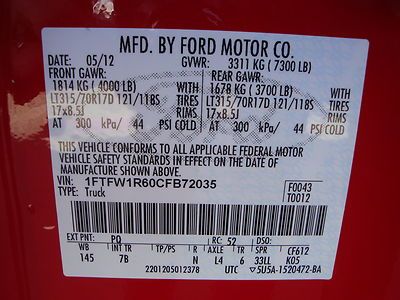 MFD. BY FORD MOTOR CO.
DATE: 05/12 GVWR: 3311 KG ( 7300 LB)
FRONT GAWR: REAR GAWR:
1814 KG ( 4000 LB) WITH 1678 KG ( 3700 LB) WITH
LT315/70R17D 121/118S TIRES LT315/70R17D 121/118S TIRES
17x8.5J RIMS 17x8.5J RIMS
AT 300 kPa/ 44 PSI COLD AT 300 kPa/ 44 PSI COLD
THIS VEHICLE CONFORMS TO ALL APPLICABLE FEDERAL MOTOR
VEHICLE SAFETY STANDARDS IN EFFECT ON THE DATE OF
MANUFACTURE SHOWN ABOVE.
VIN: 1FTFW1R60CFB72035 F0043
TYPE: Truck T0012
EXT PNT: PQ RC: 52 DSO:
WB INT TR TP/PS R AXLE TR SPR CF612
145 7B N L4 6 33LL K05
2201205012378 UTC 5U5A-1520472-BA